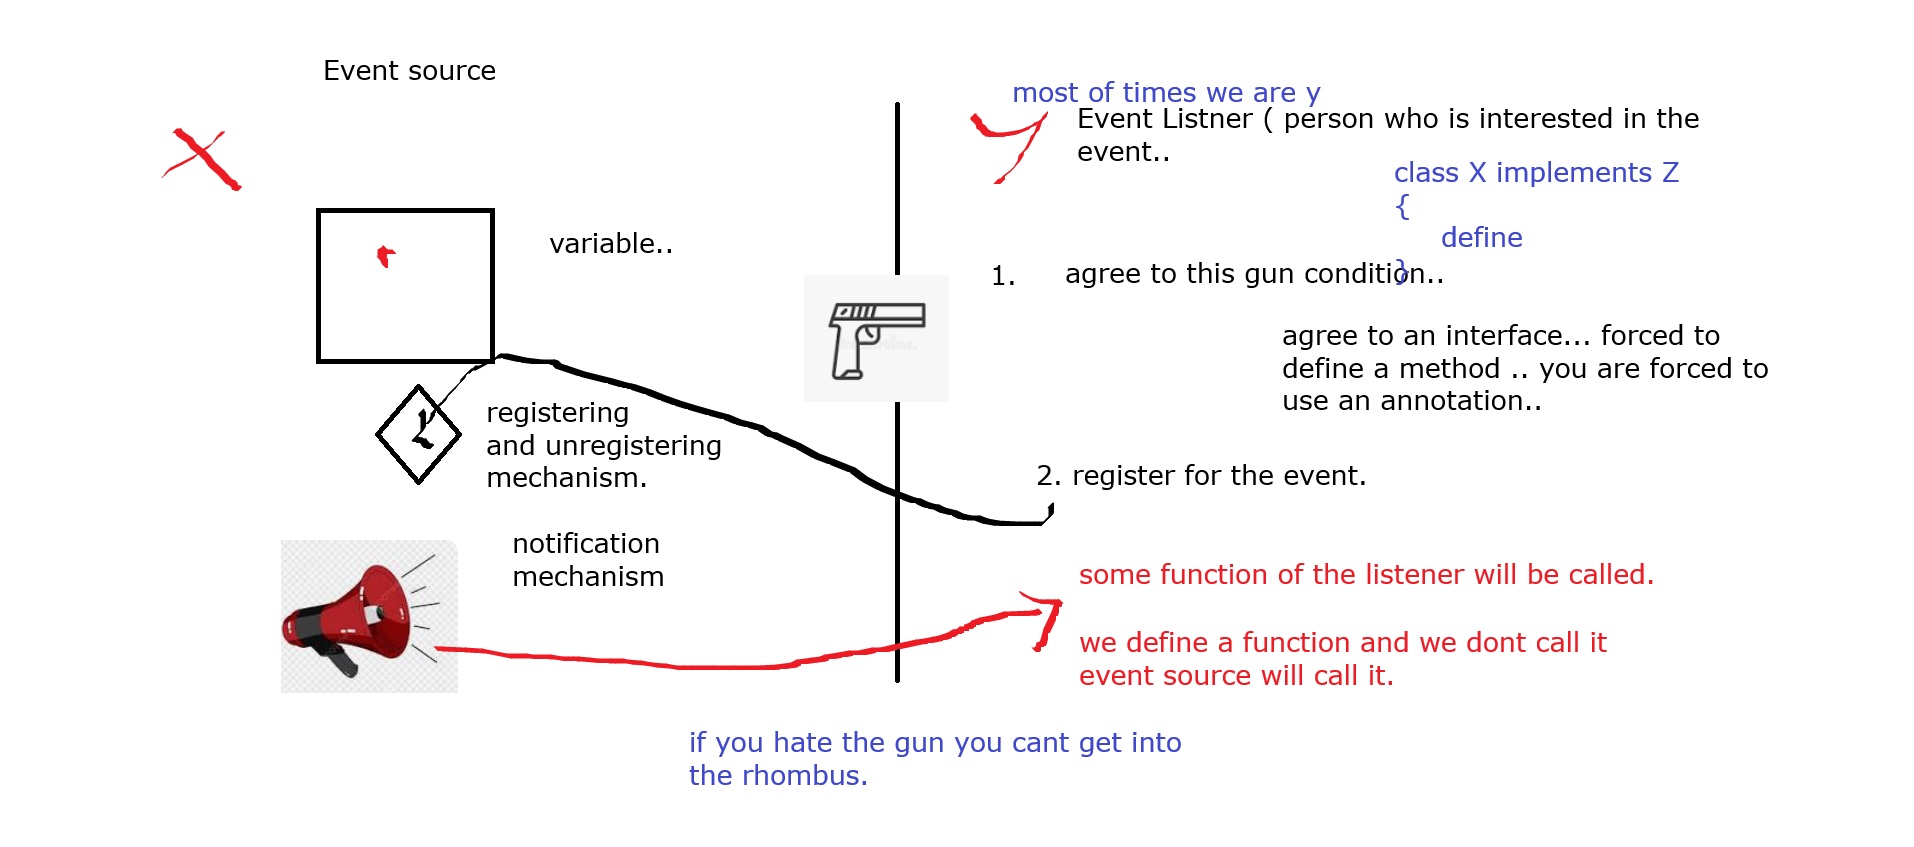 Event source
most of times we are y
Event Listner ( person who is interested in the
event..
class X implements Z
{
define
}
variable..
1. agree to this gun condition..
agree to an interface... forced to
define a method .. you are forced to
use an annotation..
registering
and unregistering
mechanism.
2. register for the event.
notification
mechanism
some function of the listener will be called.
we define a function and we dont call it
event source will call it.
if you hate the gun you cant get into
the rhombus.